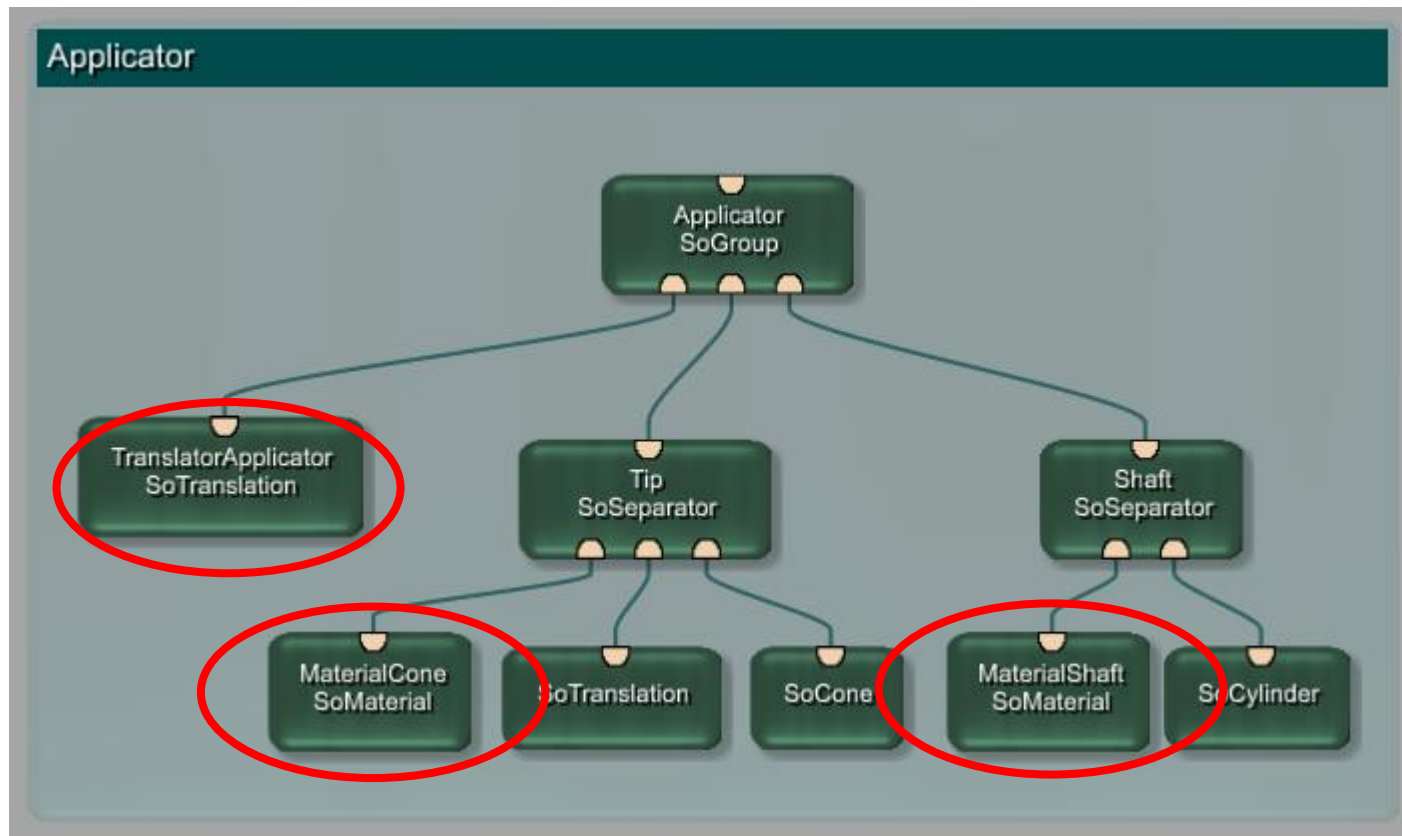 Applicator
Applicator
SoGroup
TranslatorApplicator
SoTranslation
Tip
SoSeparator
Shaft
SoSeparator
MaterialCone
SoMaterial
SoTranslation
SoCone
MaterialShaft
SoMaterial
SoCylinder